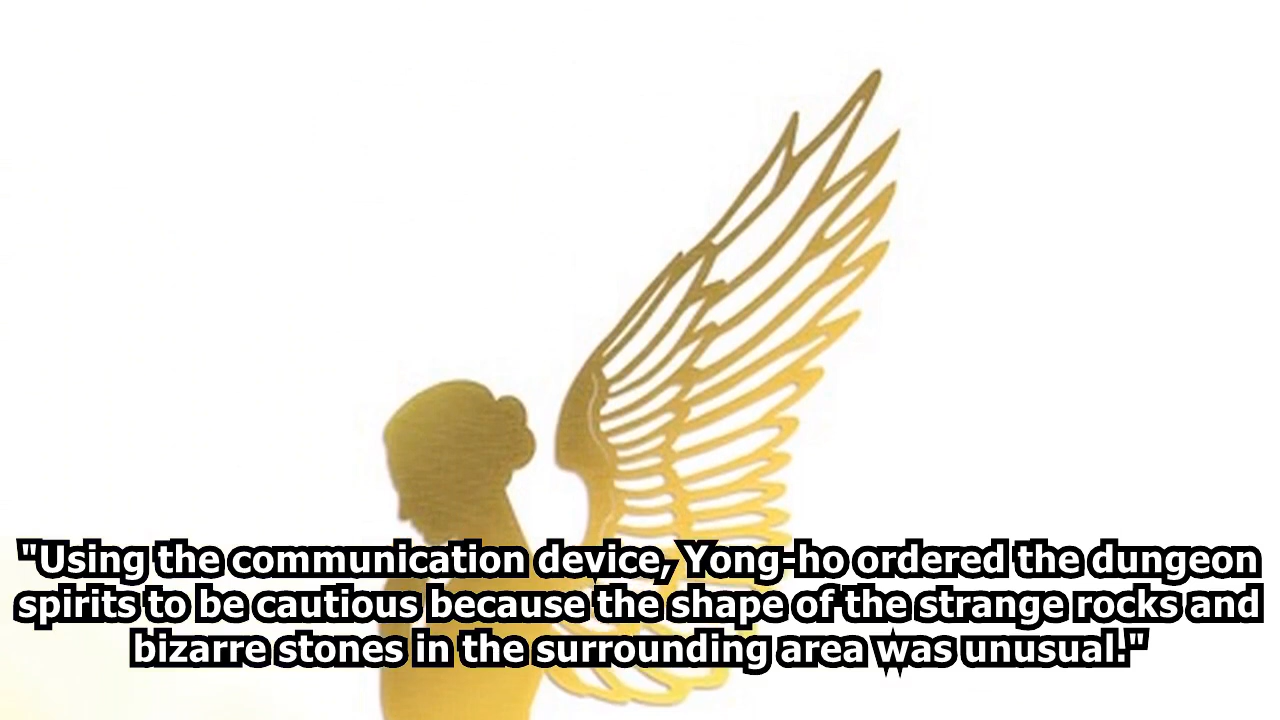 "Using the communication device, Yong-ho ordered the dungeon
spirits to be cautious because the shape of the strange rocks and
bizarre stones in the surrounding area was unusual."